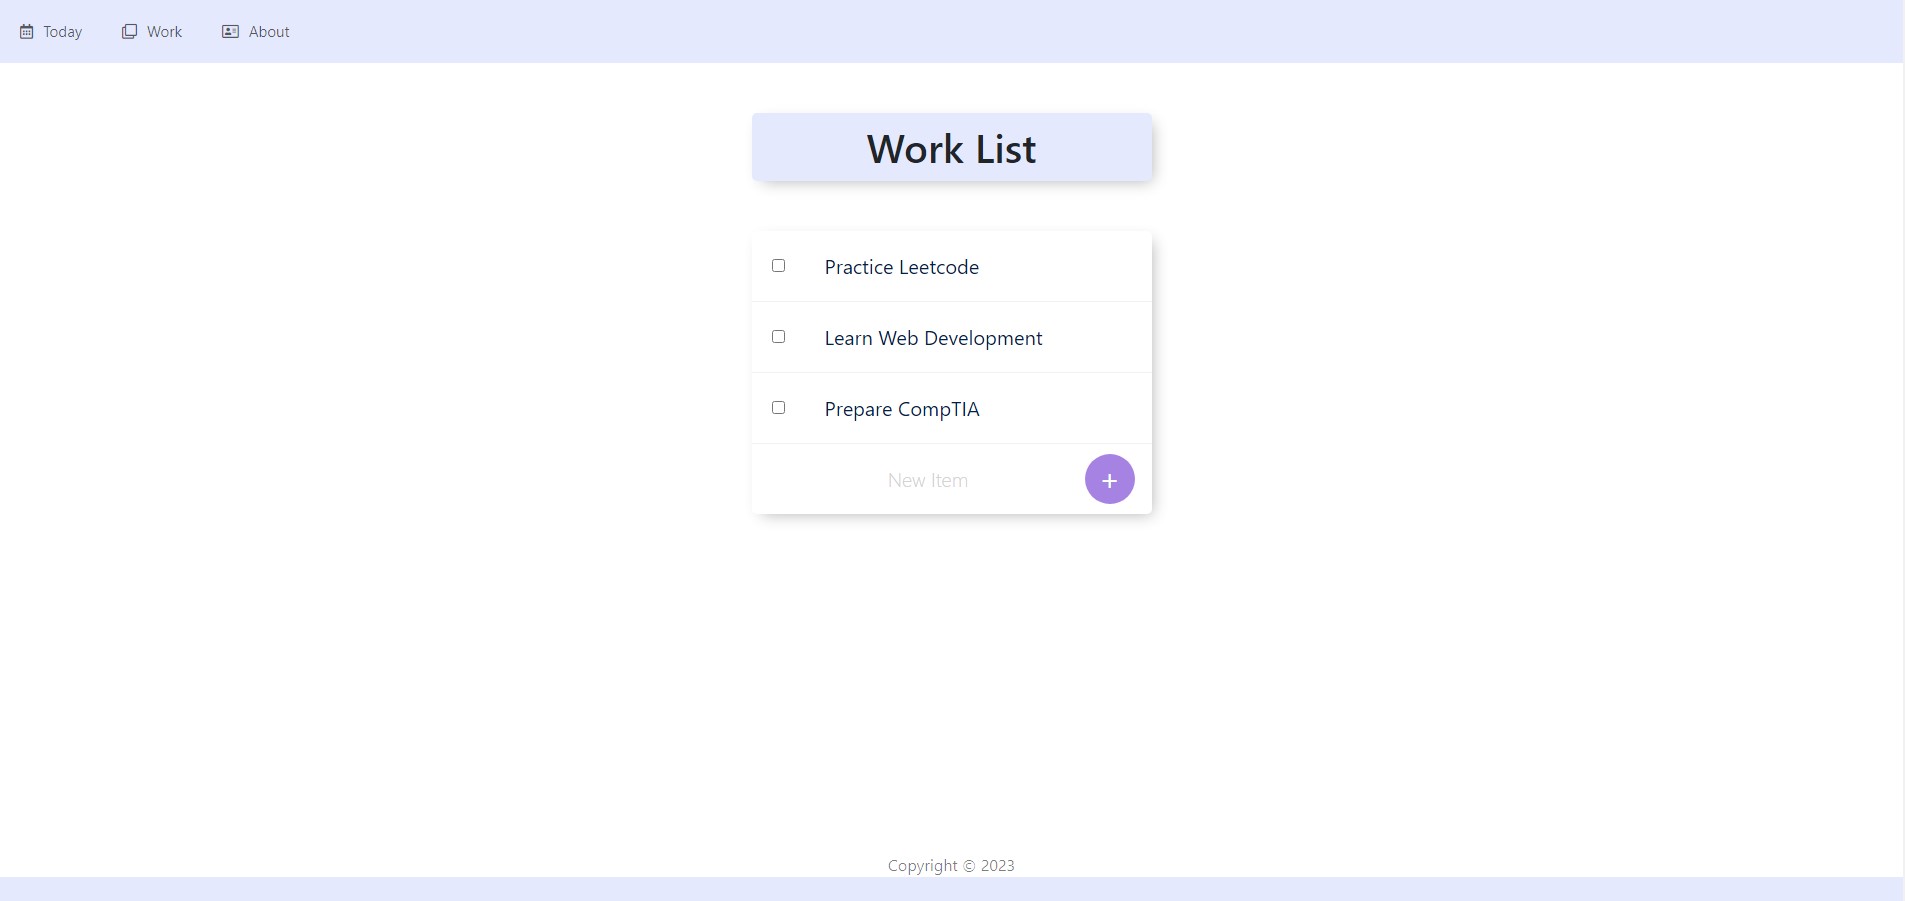 Today Work About
Work List
Practice Leetcode
Learn Web Development
Prepare CompTIA
New Item +
Copyright © 2023